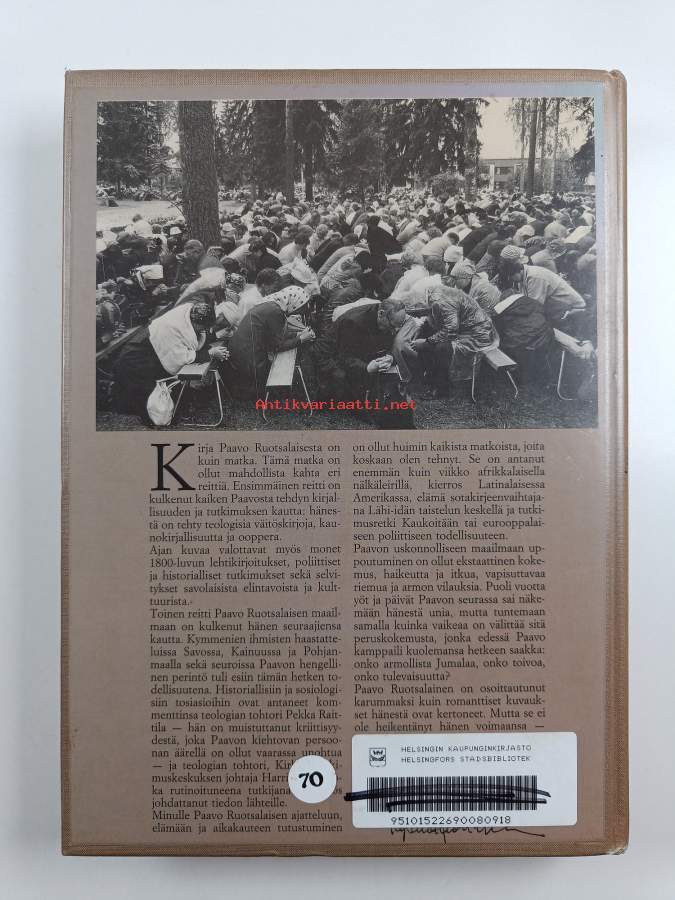 Antikvariaatti.net
Kirja Paavo Ruotsalaisesta on
kuin matka. Tämä matka on
ollut mahdollista kahta eri
reittiä. Ensimmäinen reitti on
kulkenut kaiken Paavosta tehdyn kirjal-
lisuuden ja tutkimuksen kautta: hänes-
tä on tehty teologisia väitöskirjoja, kau-
nokirjallisuutta ja ooppera.
Ajan kuvaa valottavat myös monet
1800-luvun lehtikirjoitukset, poliittiset
ja historialliset tutkimukset sekä selvi-
tykset savolaisista elintavoista ja kult-
tuurista.
Toinen reitti Paavo Ruotsalaisen maail-
maan on kulkenut hänen seuraajiensa
kautta. Kymmenien ihmisten haastatte-
luissa Savossa, Kainuussa ja Pohjan-
maalla sekä seuroissa Paavon hengelli-
nen perintö tuli esiin tämän hetken to-
dellisuutena. Historiallisiin ja sosiologi-
siin tosiasioihin ovat antaneet kom-
menttinsa teologian tohtori Pekka Rait-
tila — hän on muistuttanut kriittisyy-
destä, joka Paavon kiehtovan persoo-
nan äärellä on ollut vaarassa unohtua
— ja teologian tohtori,
muskeskuksen johtaja
ka rutinoituneena tutkijana
johdattanut tiedon lähteille.
Minulle Paavo Ruotsalaisen ajatteluun,
elämään ja aikakauteen tutustuminen
on ollut huimin kaikista matkoista, joita
koskaan olen tehnyt. Se on antanut
enemmän kuin viikko afrikkalaisella
nälkäleirillä, kierros Latinalaisessa
Amerikassa, elämä sotakirjeenvaihtaja-
na Lähi-idän taistelun keskellä ja tutki-
musretki Kaukoitään tai eurooppalai-
seen poliittiseen todellisuuteen.
Paavon uskonnolliseen maailmaan up-
poutuminen on ollut ekstaattinen koke-
mus, haikeutta ja itkua, vapisuttavaa
riemua ja armon vilauksia. Puoli vuotta
yöt ja päivät Paavon seurassa sai näke-
mään hänestä unia, mutta tuntemaan
samalla kuinka vaikeaa on välittää sitä
peruskokemusta, jonka edessä Paavo
kamppaili kuolemansa hetkeen saakka:
onko armollista Jumalaa, onko toivoa,
onko tulevaisuutta?
Paavo Ruotsalainen on osoittautunut
karummaksi kuin romanttiset kuvauk-
set hänestä ovat kertoneet. Mutta se ei
ole heikentänyt hänen voimaansa —
70
HELSINGIN KAUPUNGINKIRJASTO
HELSINGFORS STADSBIBLIOTEK
95101522690080918